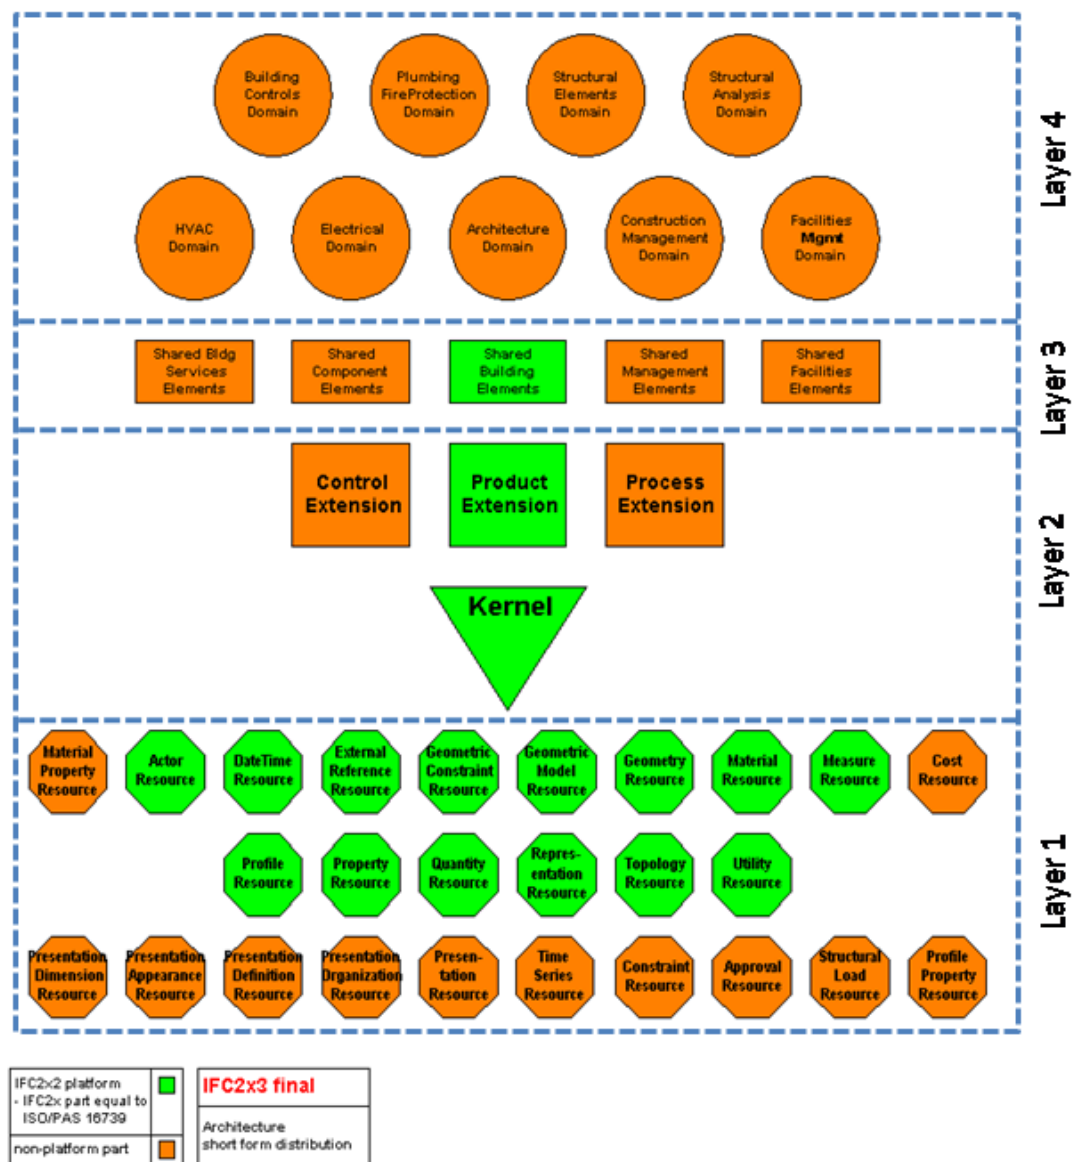 Building
Controls
Domain
Plumbing
FireProtection
Domain
Structural
Elements
Domain
Structural
Analysis
Domain
HVAC
Domain
Electrical
Domain
Architecture
Domain
Construction
Management
Domain
Facilities
Mgmt
Domain
Layer 4
Shared Bldg
Services
Elements
Shared
Component
Elements
Shared
Building
Elements
Shared
Management
Elements
Shared
Facilities
Elements
Layer 3
Control
Extension
Product
Extension
Process
Extension
Kernel
Layer 2
Material
Property
Resource
Actor
Resource
DateTime
Resource
External
Reference
Resource
Geometric
Constraint
Resource
Geometric
Model
Resource
Geometry
Resource
Material
Resource
Measure
Resource
Cost
Resource
Profile
Resource
Property
Resource
Quantity
Resource
Repres-
entation
Resource
Topology
Resource
Utility
Resource
Presentation
Dimension
Resource
Presentation
Appearance
Resource
Presentation
Definition
Resource
Presentation
Organization
Resource
Presen-
tation
Resource
Time
Series
Resource
Constraint
Resource
Approval
Resource
Structural
Load
Resource
Profile
Property
Resource
Layer 1
IFC2x2 platform
- IFC2x part equal to
ISO/PAS 16739
non-platform part
IFC2x3 final
Architecture
short form distribution